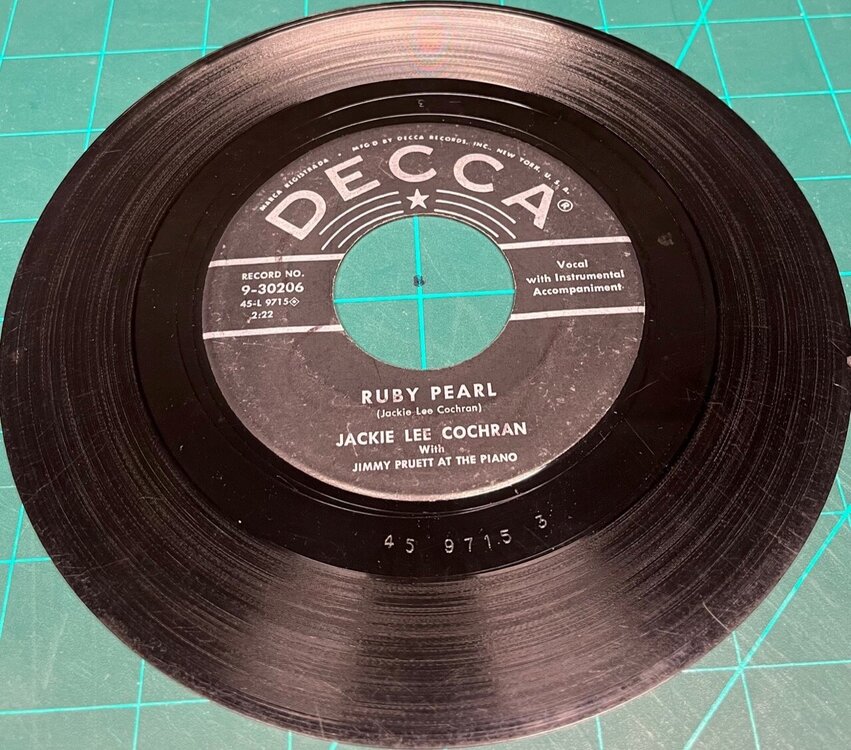 MARCA REGISTRADA · MFG'D BY DECCA RECORDS, INC., NEW YORK, U. S. A.
DECCA®
RECORD NO.
9-30206
45-L 9715
2:22
Vocal
with Instrumental
Accompaniment
RUBY PEARL
(Jackie Lee Cochran)
JACKIE LEE COCHRAN
With
JIMMY PRUETT AT THE PIANO
45 9715 3
3